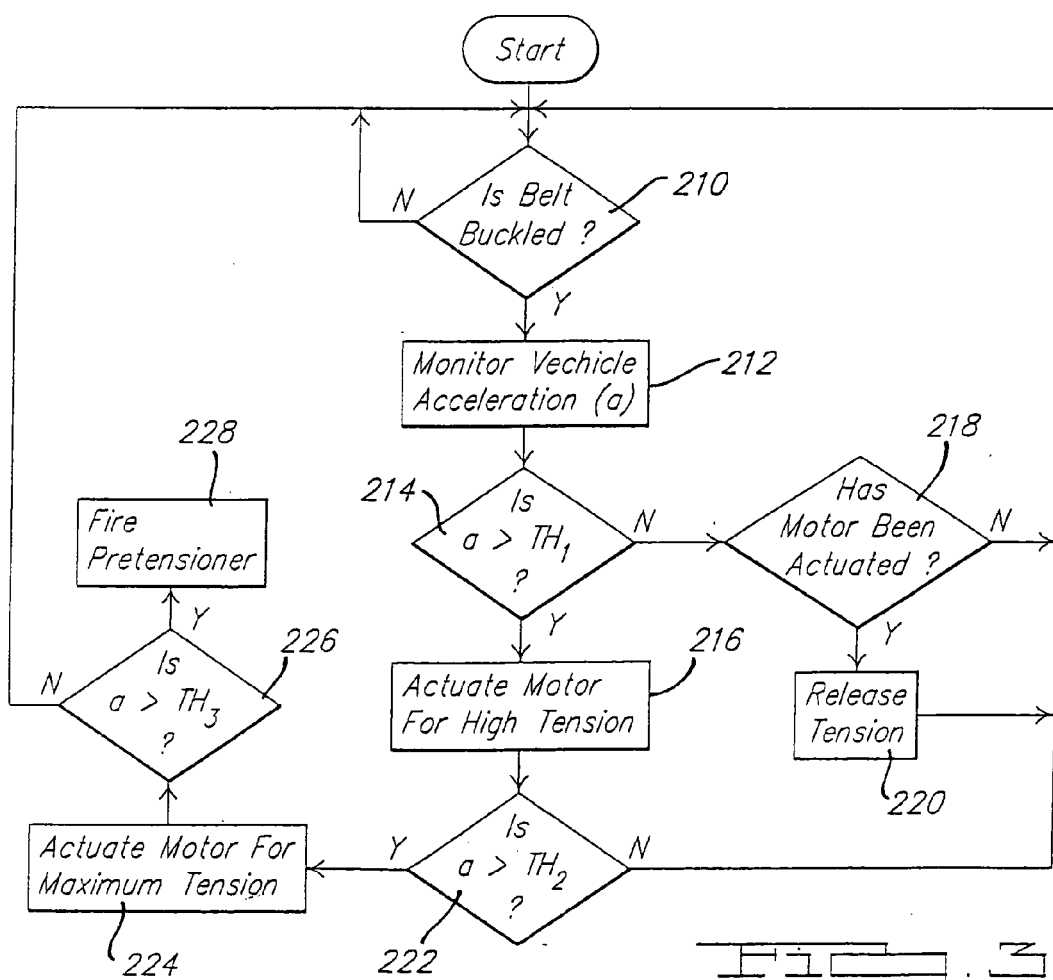 Start
Is Belt
Buckled ?
210
N
Y
Monitor Vechicle
Acceleration (a)
212
Is
a > TH1
?
214
N
Y
Has
Motor Been
Actuated ?
218
N
Y
Release
Tension
220
Actuate Motor
For High Tension
216
Is
a > TH2
?
222
N
Y
Actuate Motor For
Maximum Tension
224
Is
a > TH3
?
226
N
Y
Fire
Pretensioner
228
FIG. 3